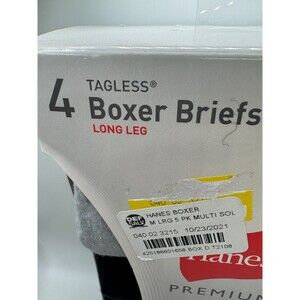 TAGLESS®
4 Boxer Briefs
LONG LEG
HANES BOXER
M LRG 5 PK MULTI SOL
040 02 3215 10/23/2021
Hanes
PREMIUM